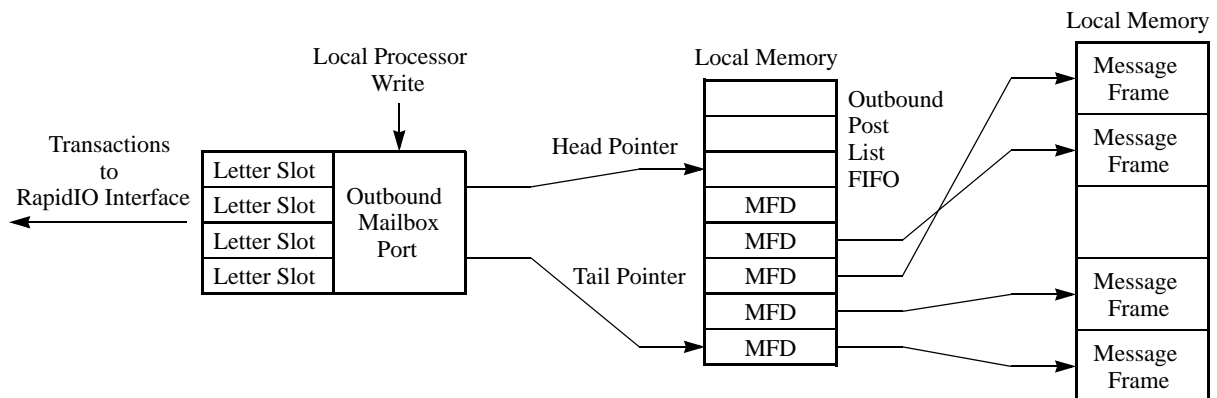 Transactions
to
RapidIO Interface
Local Processor
Write
Letter Slot
Letter Slot
Letter Slot
Letter Slot
Outbound
Mailbox
Port
Head Pointer
Tail Pointer
Local Memory
MFD
MFD
MFD
MFD
MFD
Outbound
Post
List
FIFO
Local Memory
Message
Frame
Message
Frame
Message
Frame
Message
Frame